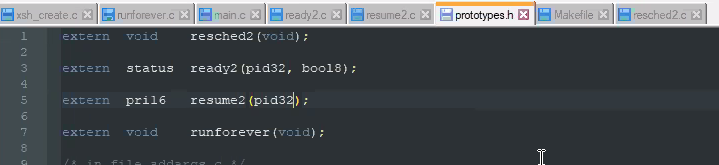 xsh_create.c runforever.c main.c ready2.c resume2.c prototypes.h Makefile resched2.c
1 extern void resched2(void);
2
3 extern status ready2(pid32, bool8);
4
5 extern pri16 resume2(pid32);
6
7 extern void runforever(void);
8
9 /* in file addargs.c */